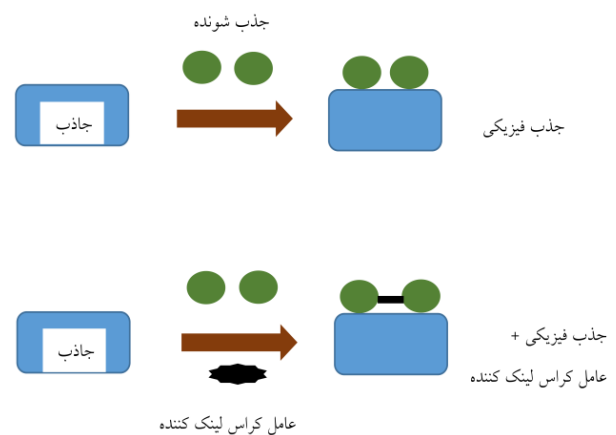 جذب شونده
جاذب
جذب فیزیکی
جاذب
جذب فیزیکی +
عامل کراس لینک کننده
عامل کراس لینک کننده